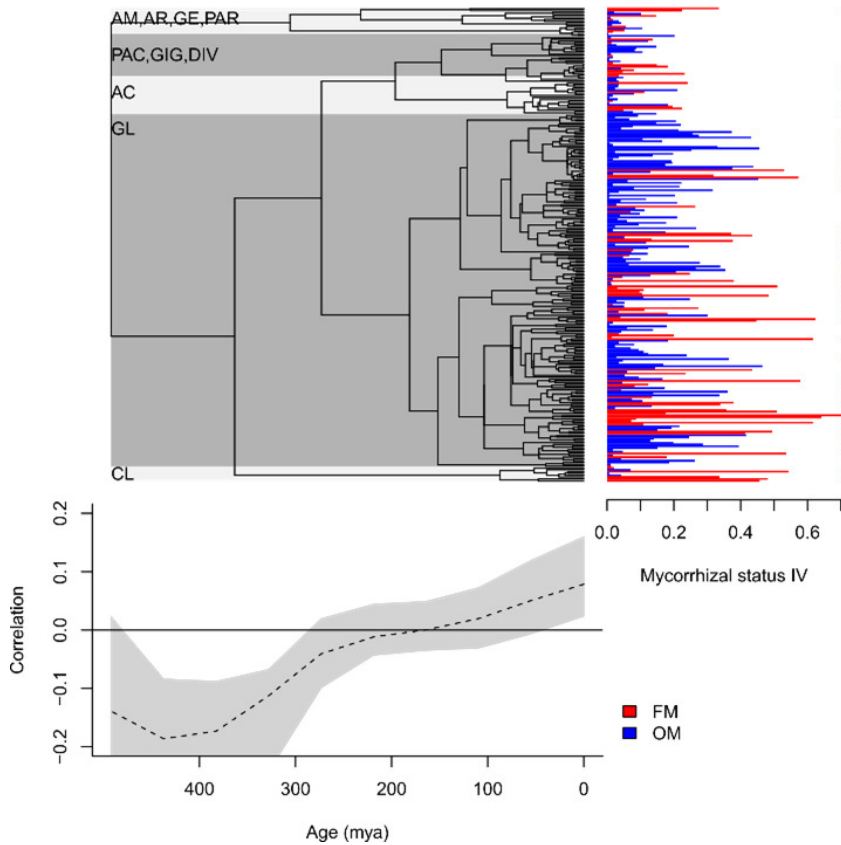 AM,AR,GE,PAR
PAC,GIG,DIV
AC
GL
CL
0.0 0.2 0.4 0.6
Mycorrhizal status IV
0.2
0.1
0.0
−0.1
−0.2
Correlation
400 300 200 100 0
Age (mya)
FM
OM